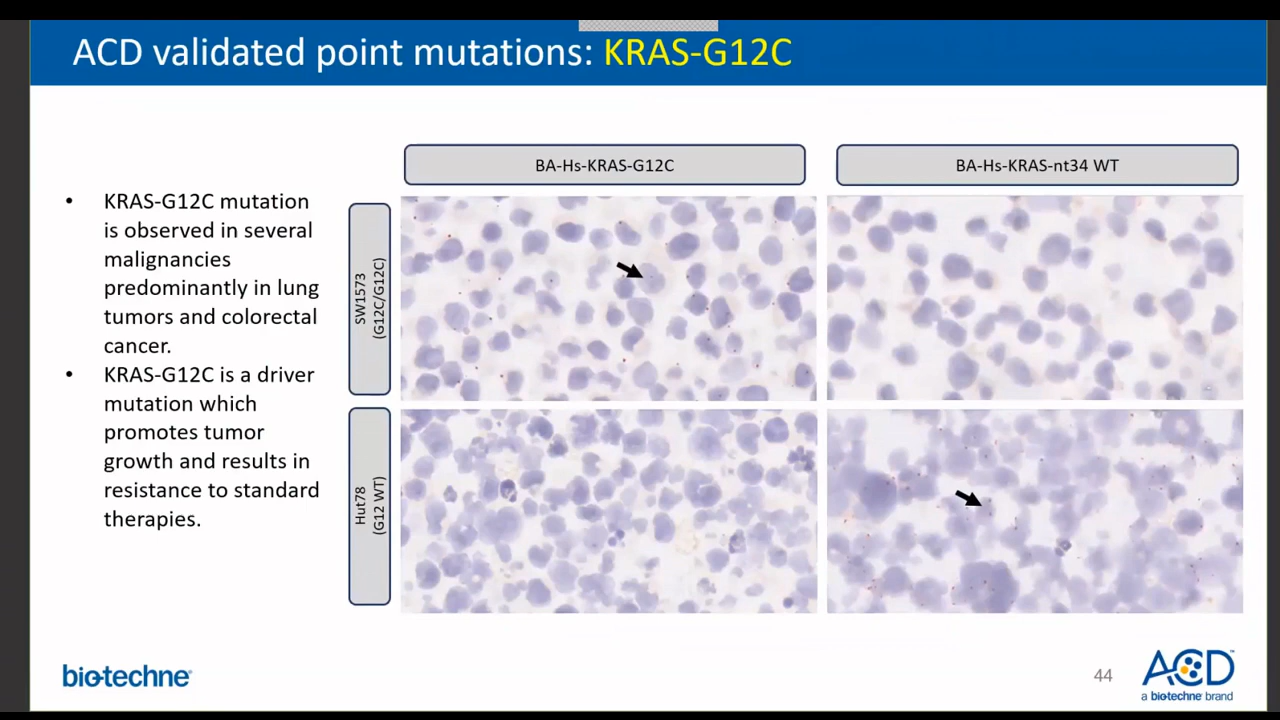 ACD validated point mutations: KRAS-G12C
BA-Hs-KRAS-G12C
BA-Hs-KRAS-nt34 WT
• KRAS-G12C mutation
is observed in several
malignancies
predominantly in lung
tumors and colorectal
cancer.
• KRAS-G12C is a driver
mutation which
promotes tumor
growth and results in
resistance to standard
therapies.
SW1573
(G12C/G12C)
Hut78
(G12 WT)
bio-techne®
44
ACD
a bio-techne brand